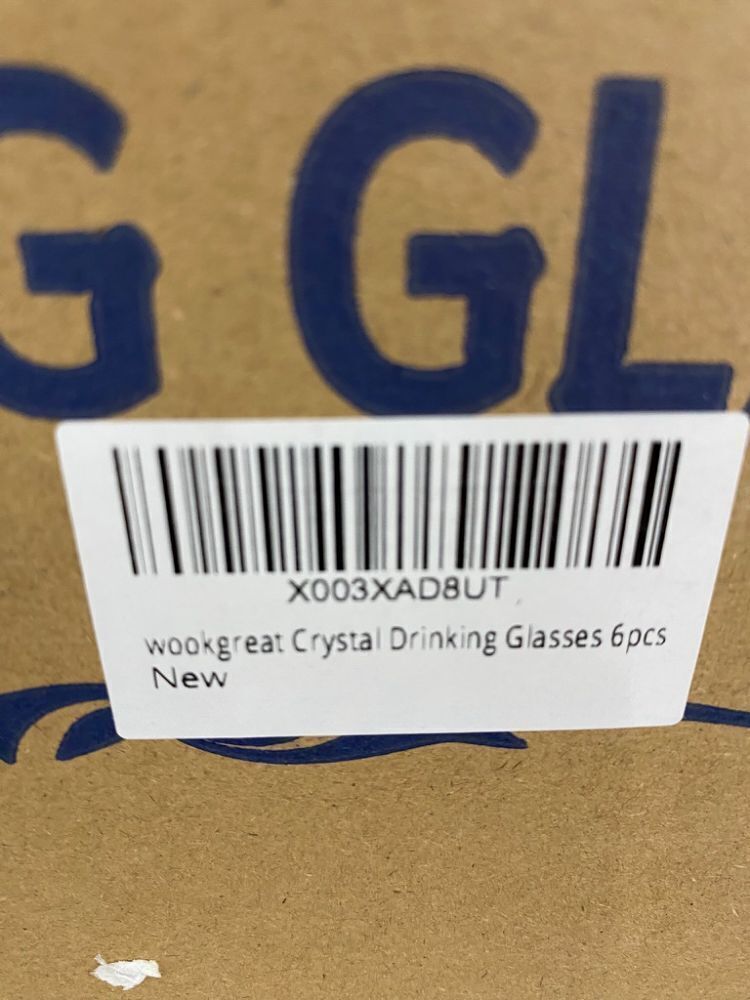 G GL
X003XAD8UT
wookgreat Crystal Drinking Glasses 6pcs
New